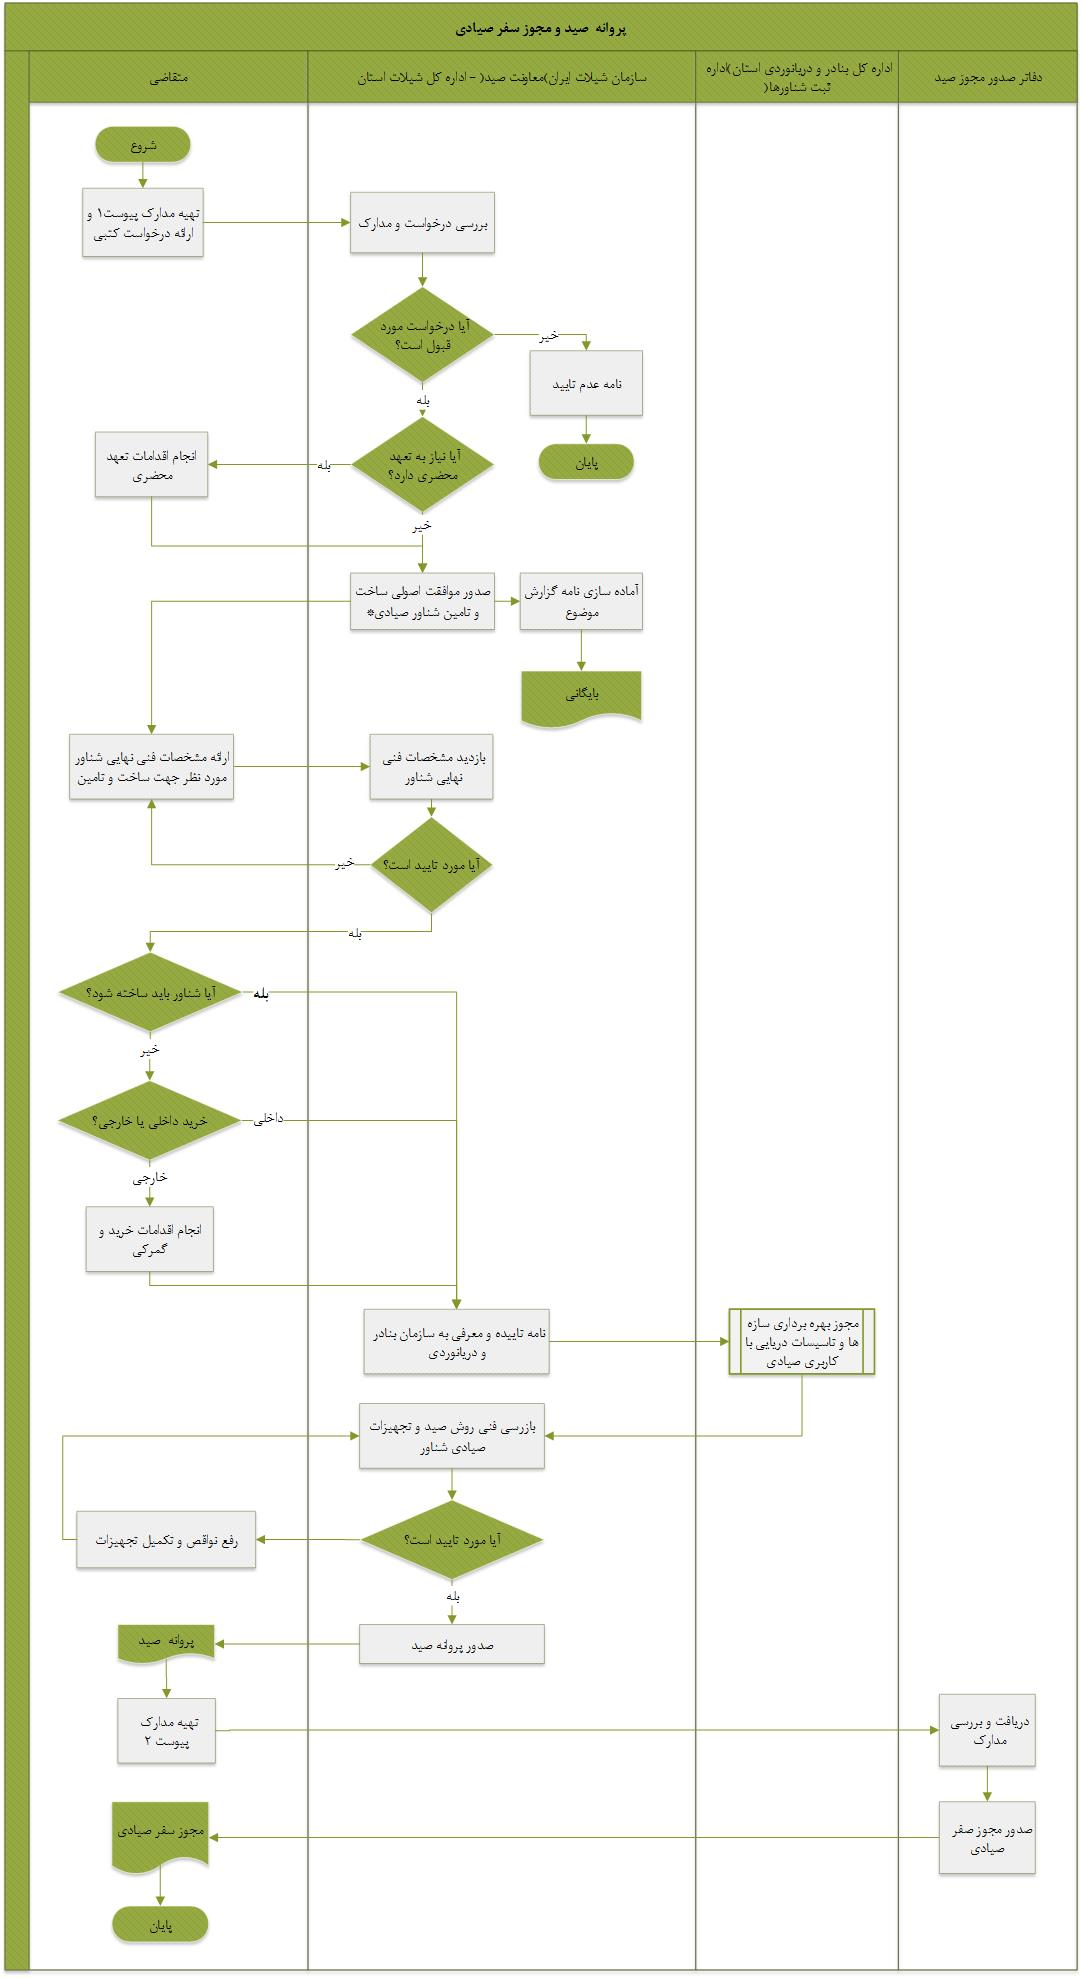 پروانه صید و مجوز سفر صیادی
متقاضی
سازمان شیلات ایران)معاونت صید( - اداره کل شیلات استان
اداره کل بنادر و دریانوردی استان)اداره
ثبت شناورها(
دفاتر صدور مجوز صید
شروع
تهیه مدارک پیوست۱ و
ارائه درخواست کتبی
بررسی درخواست و مدارک
آیا درخواست مورد
قبول است؟
خیر
نامه عدم تایید
پایان
بله
آیا نیاز به تعهد
محضری دارد؟
بله
انجام اقدامات تعهد
محضری
خیر
صدور موافقت اصولی ساخت
و تامین شناور صیادی*
آماده سازی نامه گزارش
موضوع
بایگانی
ارائه مشخصات فنی نهایی شناور
مورد نظر جهت ساخت و تامین
بازدید مشخصات فنی
نهایی شناور
آیا مورد تایید است؟
خیر
بله
آیا شناور باید ساخته شود؟
بله
خیر
خرید داخلی یا خارجی؟
داخلی
خارجی
انجام اقدامات خرید و
گمرکی
نامه تاییده و معرفی به سازمان بنادر
و دریانوردی
مجوز بهره برداری سازه
ها و تاسیسات دریایی با
کاربری صیادی
بازرسی فنی روش صید و تجهیزات
صیادی شناور
آیا مورد تایید است؟
رفع نواقص و تکمیل تجهیزات
بله
صدور پروانه صید
پروانه صید
تهیه مدارک
پیوست ۲
دریافت و بررسی
مدارک
صدور مجوز صفر
صیادی
مجوز سفر صیادی
پایان